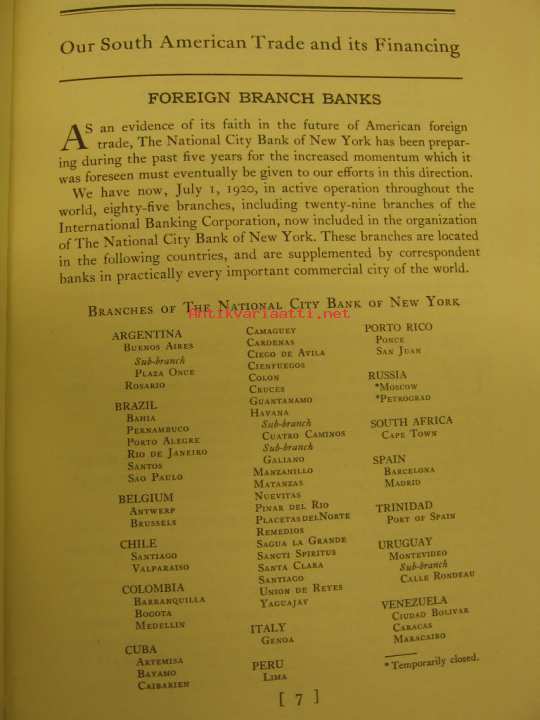 Our South American Trade and its Financing
FOREIGN BRANCH BANKS
AS an evidence of its faith in the future of American foreign
trade, The National City Bank of New York has been prepar-
ing during the past five years for the increased momentum which it
was foreseen must eventually be given to our efforts in this direction.
We have now, July 1, 1920, in active operation throughout the
world, eighty-five branches, including twenty-nine branches of the
International Banking Corporation, now included in the organization
of The National City Bank of New York. These branches are located
in the following countries, and are supplemented by correspondent
banks in practically every important commercial city of the world.
Antikvariaatti.net
BRANCHES OF THE NATIONAL CITY BANK OF NEW YORK
ARGENTINA
BUENOS AIRES
Sub-branch
PLAZA ONCE
ROSARIO
BRAZIL
BAHIA
PERNAMBUCO
PORTO ALEGRE
RIO DE JANEIRO
SANTOS
SAO PAULO
BELGIUM
ANTWERP
BRUSSELS
CHILE
SANTIAGO
VALPARAISO
COLOMBIA
BARRANQUILLA
BOGOTA
MEDELLIN
CUBA
ARTEMISA
BAYAMO
CAIBARIEN
CAMAGUEY
CARDENAS
CIEGO DE AVILA
CIENFUEGOS
COLON
CRUCES
GUANTANAMO
HAVANA
Sub-branch
CUATRO CAMINOS
Sub-branch
GALIANO
MANZANILLO
MATANZAS
NUEVITAS
PINAR DEL RIO
PLACETAS DEL NORTE
REMEDIOS
SAGUA LA GRANDE
SANCTI SPIRITUS
SANTA CLARA
SANTIAGO
UNION DE REYES
YAGUAJAY
ITALY
GENOA
PERU
LIMA
PORTO RICO
PONCE
SAN JUAN
RUSSIA
*MOSCOW
*PETROGRAD
SOUTH AFRICA
CAPE TOWN
SPAIN
BARCELONA
MADRID
TRINIDAD
PORT OF SPAIN
URUGUAY
MONTEVIDEO
Sub-branch
CALLE RONDEAU
VENEZUELA
CIUDAD BOLIVAR
CARACAS
MARACAIBO
* Temporarily closed.
[ 7 ]